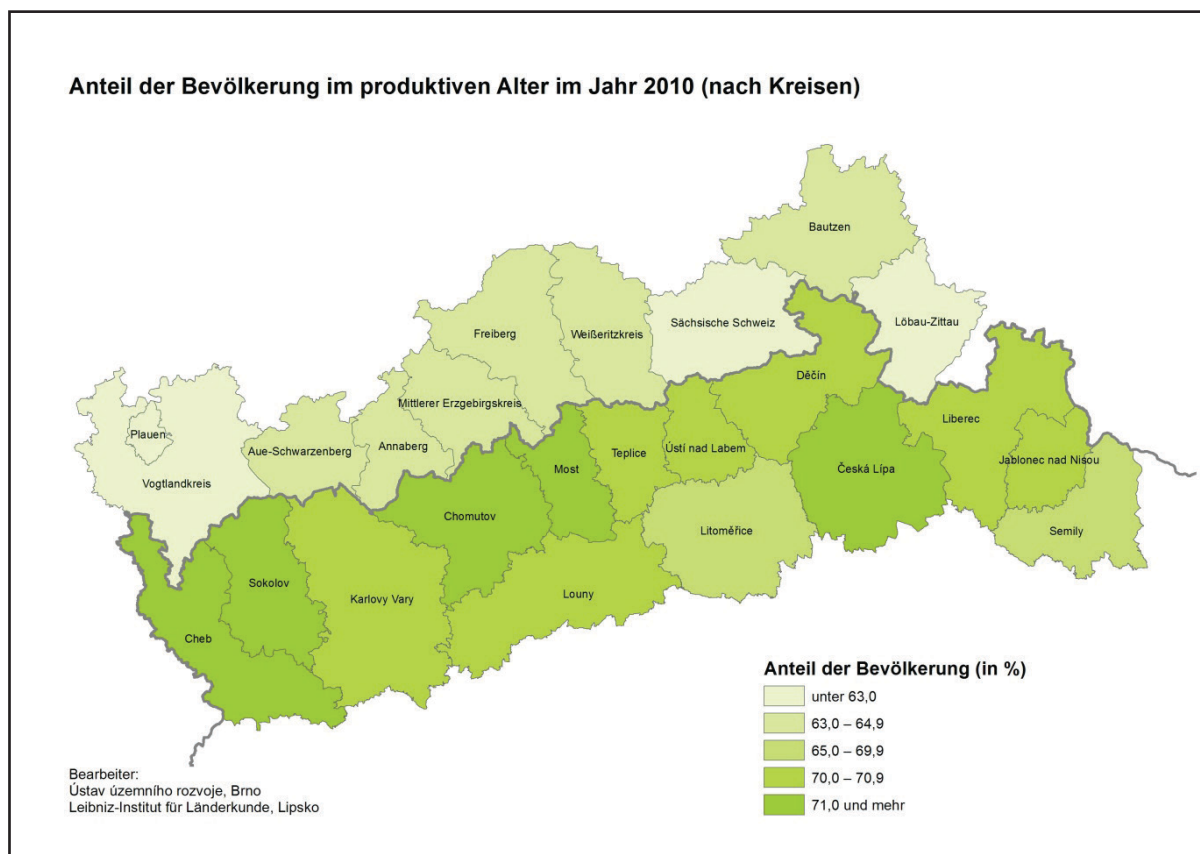 Anteil der Bevölkerung im produktiven Alter im Jahr 2010 (nach Kreisen)
Bautzen
Sächsische Schweiz
Löbau-Zittau
Freiberg
Weißeritzkreis
Děčín
Mittlerer Erzgebirgskreis
Liberec
Plauen
Annaberg
Aue-Schwarzenberg
Teplice
Ústí nad Labem
Jablonec nad Nisou
Most
Česká Lípa
Vogtlandkreis
Chomutov
Litoměřice
Semily
Sokolov
Karlovy Vary
Louny
Cheb
Anteil der Bevölkerung (in %)
unter 63,0
63,0 – 64,9
65,0 – 69,9
70,0 – 70,9
71,0 und mehr
Bearbeiter:
Ústav územního rozvoje, Brno
Leibniz-Institut für Länderkunde, Lipsko